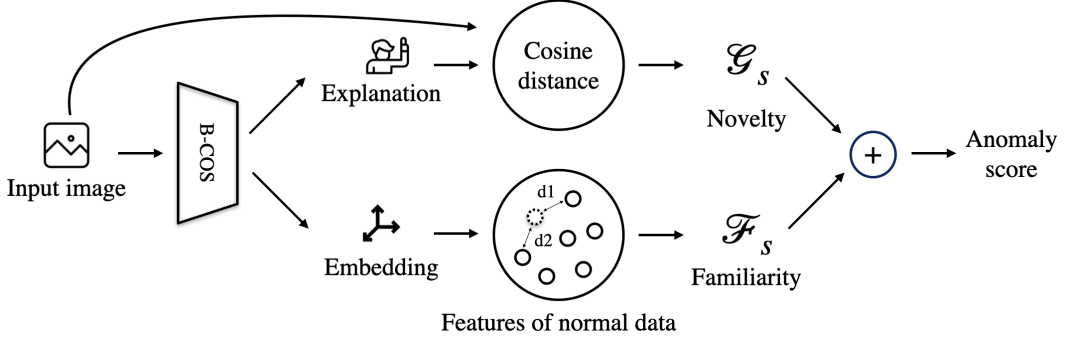 Input image
B-COS
Explanation
Cosine
distance
𝒢s
Novelty
Embedding
d1
d2
Features of normal data
ℱs
Familiarity
+
Anomaly
score